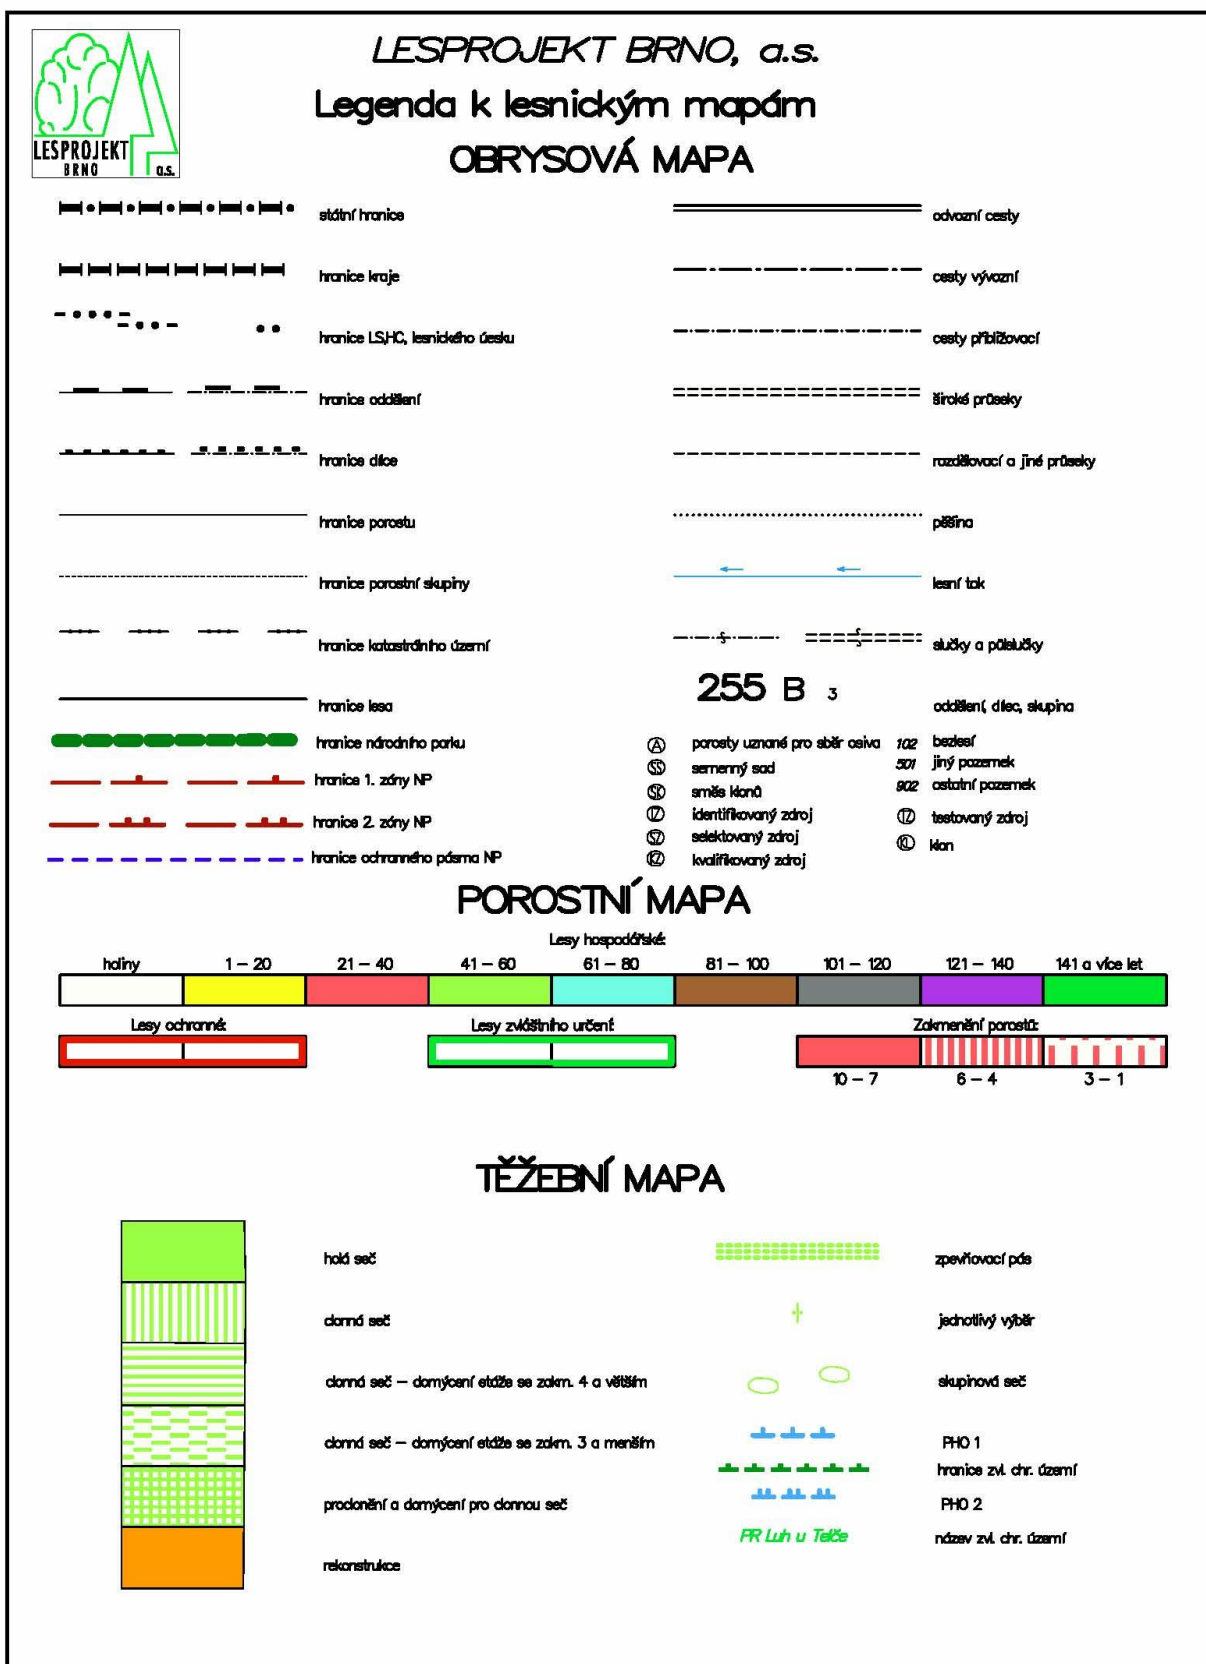 LESPROJEKT
BRNO a.s.
LESPROJEKT BRNO, a.s.
Legenda k lesnickým mapám
OBRYSOVÁ MAPA
státní hranice
hranice kraje
hranice LS,HC, lesnického úesku
hranice oddělení
hranice dílce
hranice porostu
hranice porostní skupiny
hranice katastrálního území
hranice lesa
hranice národního parku
hranice 1. zóny NP
hranice 2. zóny NP
hranice ochranného pásma NP
odvozní cesty
cesty vývozní
cesty přibližovací
široké průseky
rozdělovací a jiné průseky
pěšina
lesní tok
slučky a půlslučky
255 B 3 oddělení, dílec, skupina
A porosty uznané pro sběr osiva
SS semenný sad
SK směs klonů
IZ identifikovaný zdroj
SZ selektovaný zdroj
KZ kvalifikovaný zdroj
102 bezlesí
501 jiný pozemek
902 ostatní pozemek
TZ testovaný zdroj
KL klon
POROSTNÍ MAPA
Lesy hospodářské:
holiny 1 – 20 21 – 40 41 – 60 61 – 80 81 – 100 101 – 120 121 – 140 141 a více let
Lesy ochranné: Lesy zvláštního určení: Zakmenění porostů:
10 – 7 6 – 4 3 – 1
TĚŽEBNÍ MAPA
holá seč
clonná seč
clonná seč – domýcení etáže se zakm. 4 a větším
clonná seč – domýcení etáže se zakm. 3 a menším
proclonění a domýcení pro clonnou seč
rekonstrukce
zpevňovací pás
jednotlivý výběr
skupinová seč
PHO 1
hranice zvl. chr. území
PHO 2
PR Luh u Telče název zvl. chr. území